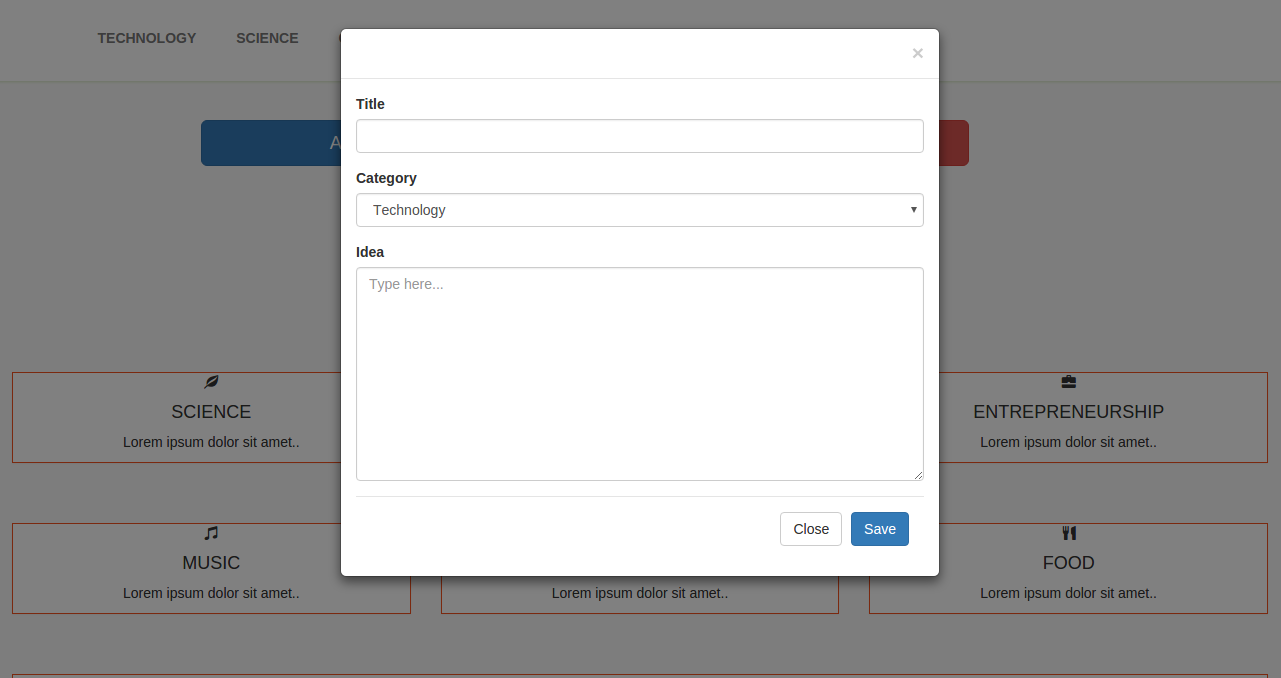 TECHNOLOGY SCIENCE
×
Title
A
Category
Technology
Idea
Type here...
SCIENCE
ENTREPRENEURSHIP
Lorem ipsum dolor sit amet..
Lorem ipsum dolor sit amet..
Close Save
MUSIC
FOOD
Lorem ipsum dolor sit amet..
Lorem ipsum dolor sit amet..
Lorem ipsum dolor sit amet..